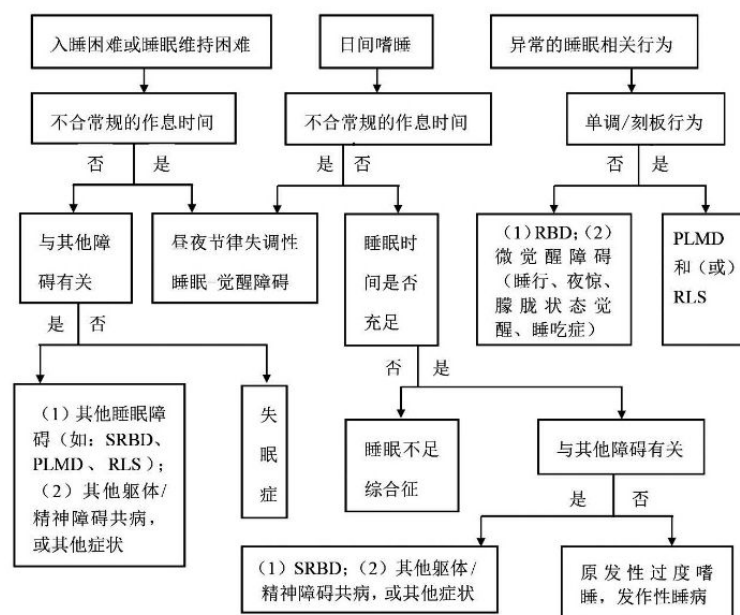 入睡困难或睡眠维持困难
日间嗜睡
异常的睡眠相关行为
不合常规的作息时间
不合常规的作息时间
单调/刻板行为
否 是
是 否
否 是
与其他障
碍有关
昼夜节律失调性
睡眠-觉醒障碍
睡眠时
间是否
充足
(1)RBD;(2)
微觉醒障碍
(睡行、夜惊、
朦胧状态觉
醒、睡吃症)
PLMD
和(或)
RLS
是 否
否 是
(1)其他睡眠障
碍(如: SRBD、
PLMD、RLS);
(2)其他躯体/
精神障碍共病,
或其他症状
失
眠
症
睡眠不足
综合征
与其他障碍有关
是 否
(1)SRBD;(2)其他躯体/
精神障碍共病,或其他症状
原发性过度嗜
睡,发作性睡病